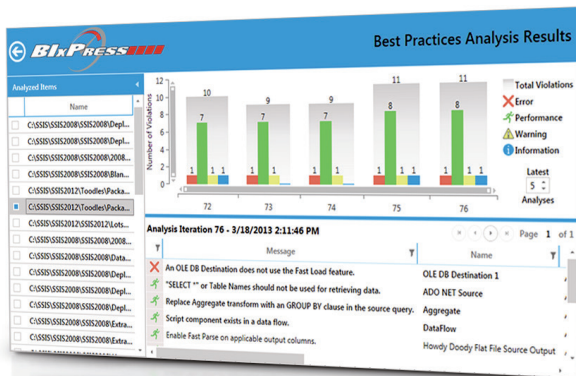 BIxPress
Best Practices Analysis Results
Analyzed Items
Name
C:\SSIS\SSIS2008\SSIS2008\Depl...
C:\SSIS\SSIS2008\SSIS2008\Depl...
C:\SSIS\SSIS2008\SSIS2008\2008...
C:\SSIS\SSIS2008\SSIS2008\Blan...
C:\SSIS\SSIS2012\Toodles\Packa...
C:\SSIS\SSIS2012\Toodles\Packa...
C:\SSIS\SSIS2012\SSIS2012\Lots...
C:\SSIS\SSIS2008\SSIS2008\2008...
C:\SSIS\SSIS2008\SSIS2008\Data...
C:\SSIS\SSIS2008\SSIS2008\Depl...
C:\SSIS\SSIS2008\SSIS2008\Depl...
C:\SSIS\SSIS2008\SSIS2008\Depl...
C:\SSIS\SSIS2008\SSIS2008\Extra...
C:\SSIS\SSIS2008\SSIS2008\Extra...
Number of Violations
12
10
8
6
4
2
0
10 9 9 11 11
7 7 7 8 8
1 1 1 1 1 1 1 1 1 1 1 1 1
72 73 74 75 76
Total Violations
Error
Performance
Warning
Information
Latest
5
Analyses
Analysis Iteration 76 - 3/18/2013 2:11:46 PM
Page 1 of 1
Message Name
An OLE DB Destination does not use the Fast Load feature. OLE DB Destination 1
"SELECT *" or Table Names should not be used for retrieving data. ADO NET Source
Replace Aggregate transform with an GROUP BY clause in the source query. Aggregate
Script component exists in a data flow. DataFlow
Enable Fast Parse on applicable output columns. Howdy Doody Flat File Source Output